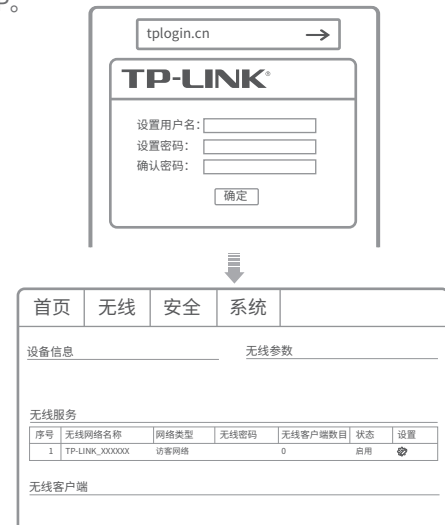 tplogin.cn
TP-LINK®
设置用户名：
设置密码：
确认密码：
确定
首页 无线 安全 系统
设备信息 无线参数
无线服务
序号 无线网络名称 网络类型 无线密码 无线客户端数目 状态 设置
1 TP-LINK_XXXXXX 访客网络 0 启用
无线客户端